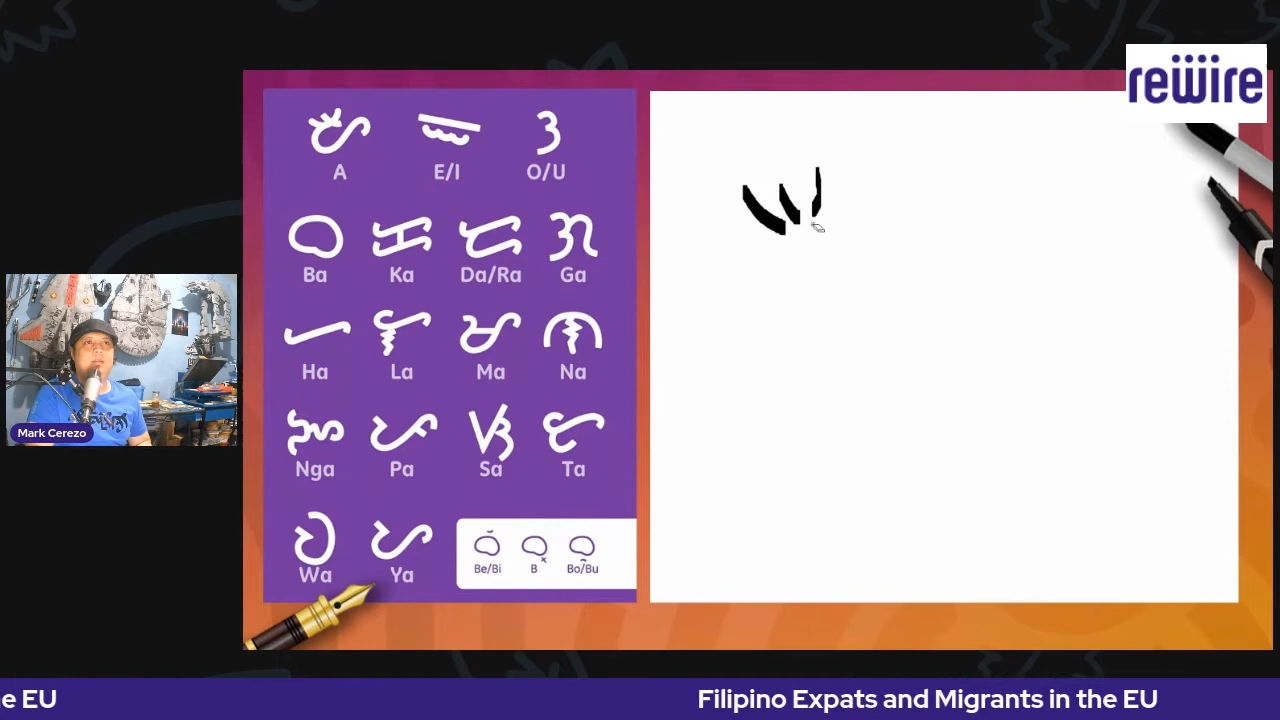 rewire
ᜀ ᜁ ᜂ
A E/I O/U
ᜊ ᜃ ᜇ ᜄ
Ba Ka Da/Ra Ga
ᜑ ᜎ ᜋ ᜈ
Ha La Ma Na
ᜅ ᜉ ᜐ ᜆ
Nga Pa Sa Ta
ᜏ ᜌ
Wa Ya
ᜊᜒ ᜊ᜔ ᜊᜓ
Be/Bi B Bo/Bu
Mark Cerezo
e EU Filipino Expats and Migrants in the EU